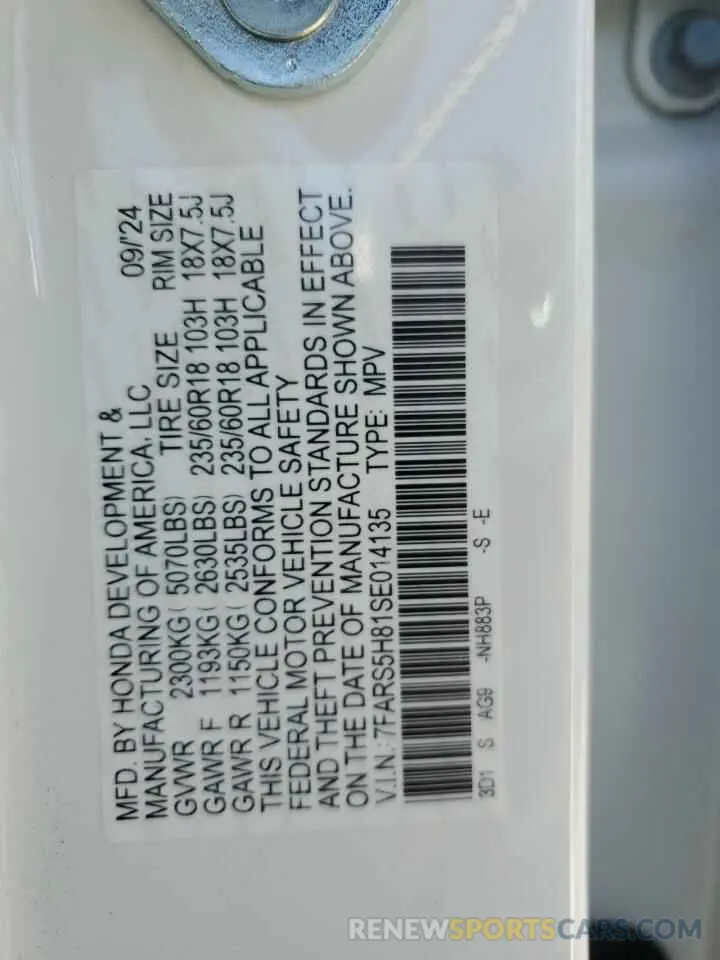 MFD. BY HONDA DEVELOPMENT & 09/'24
MANUFACTURING OF AMERICA, LLC
GVWR 2300KG( 5070LBS) TIRE SIZE RIM SIZE
GAWR F 1193KG( 2630LBS) 235/60R18 103H 18X7.5J
GAWR R 1150KG( 2535LBS) 235/60R18 103H 18X7.5J
THIS VEHICLE CONFORMS TO ALL APPLICABLE
FEDERAL MOTOR VEHICLE SAFETY
AND THEFT PREVENTION STANDARDS IN EFFECT
ON THE DATE OF MANUFACTURE SHOWN ABOVE.
V.I.N.: 7FARS5H81SE014135 TYPE: MPV
3D1 S AG9 -NH883P -S -E
RENEWSPORTSCARS.COM